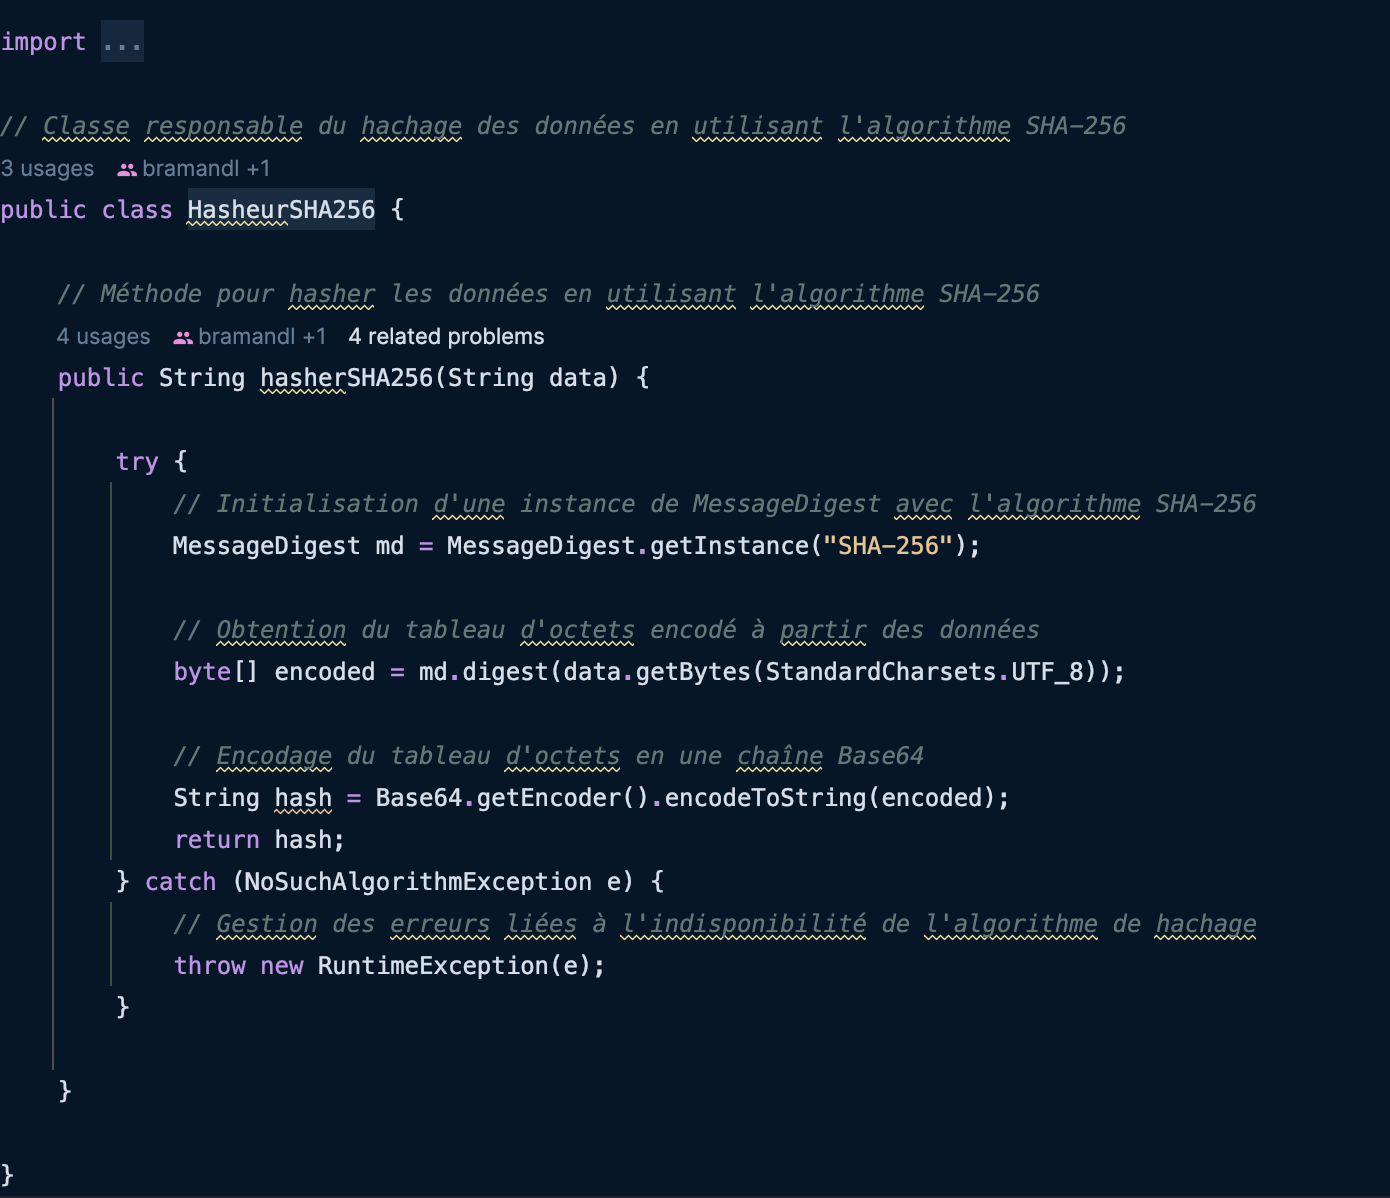 import ...
// Classe responsable du hachage des données en utilisant l'algorithme SHA-256
3 usages bramandl +1
public class HasheurSHA256 {
// Méthode pour hasher les données en utilisant l'algorithme SHA-256
4 usages bramandl +1 4 related problems
public String hasherSHA256(String data) {
try {
// Initialisation d'une instance de MessageDigest avec l'algorithme SHA-256
MessageDigest md = MessageDigest.getInstance("SHA-256");
// Obtention du tableau d'octets encodé à partir des données
byte[] encoded = md.digest(data.getBytes(StandardCharsets.UTF_8));
// Encodage du tableau d'octets en une chaîne Base64
String hash = Base64.getEncoder().encodeToString(encoded);
return hash;
} catch (NoSuchAlgorithmException e) {
// Gestion des erreurs liées à l'indisponibilité de l'algorithme de hachage
throw new RuntimeException(e);
}
}
}